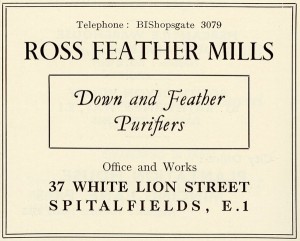 Telephone: BIShopsgate 3079
ROSS FEATHER MILLS
Down and Feather
Purifiers
Office and Works
37 WHITE LION STREET
SPITALFIELDS, E.1